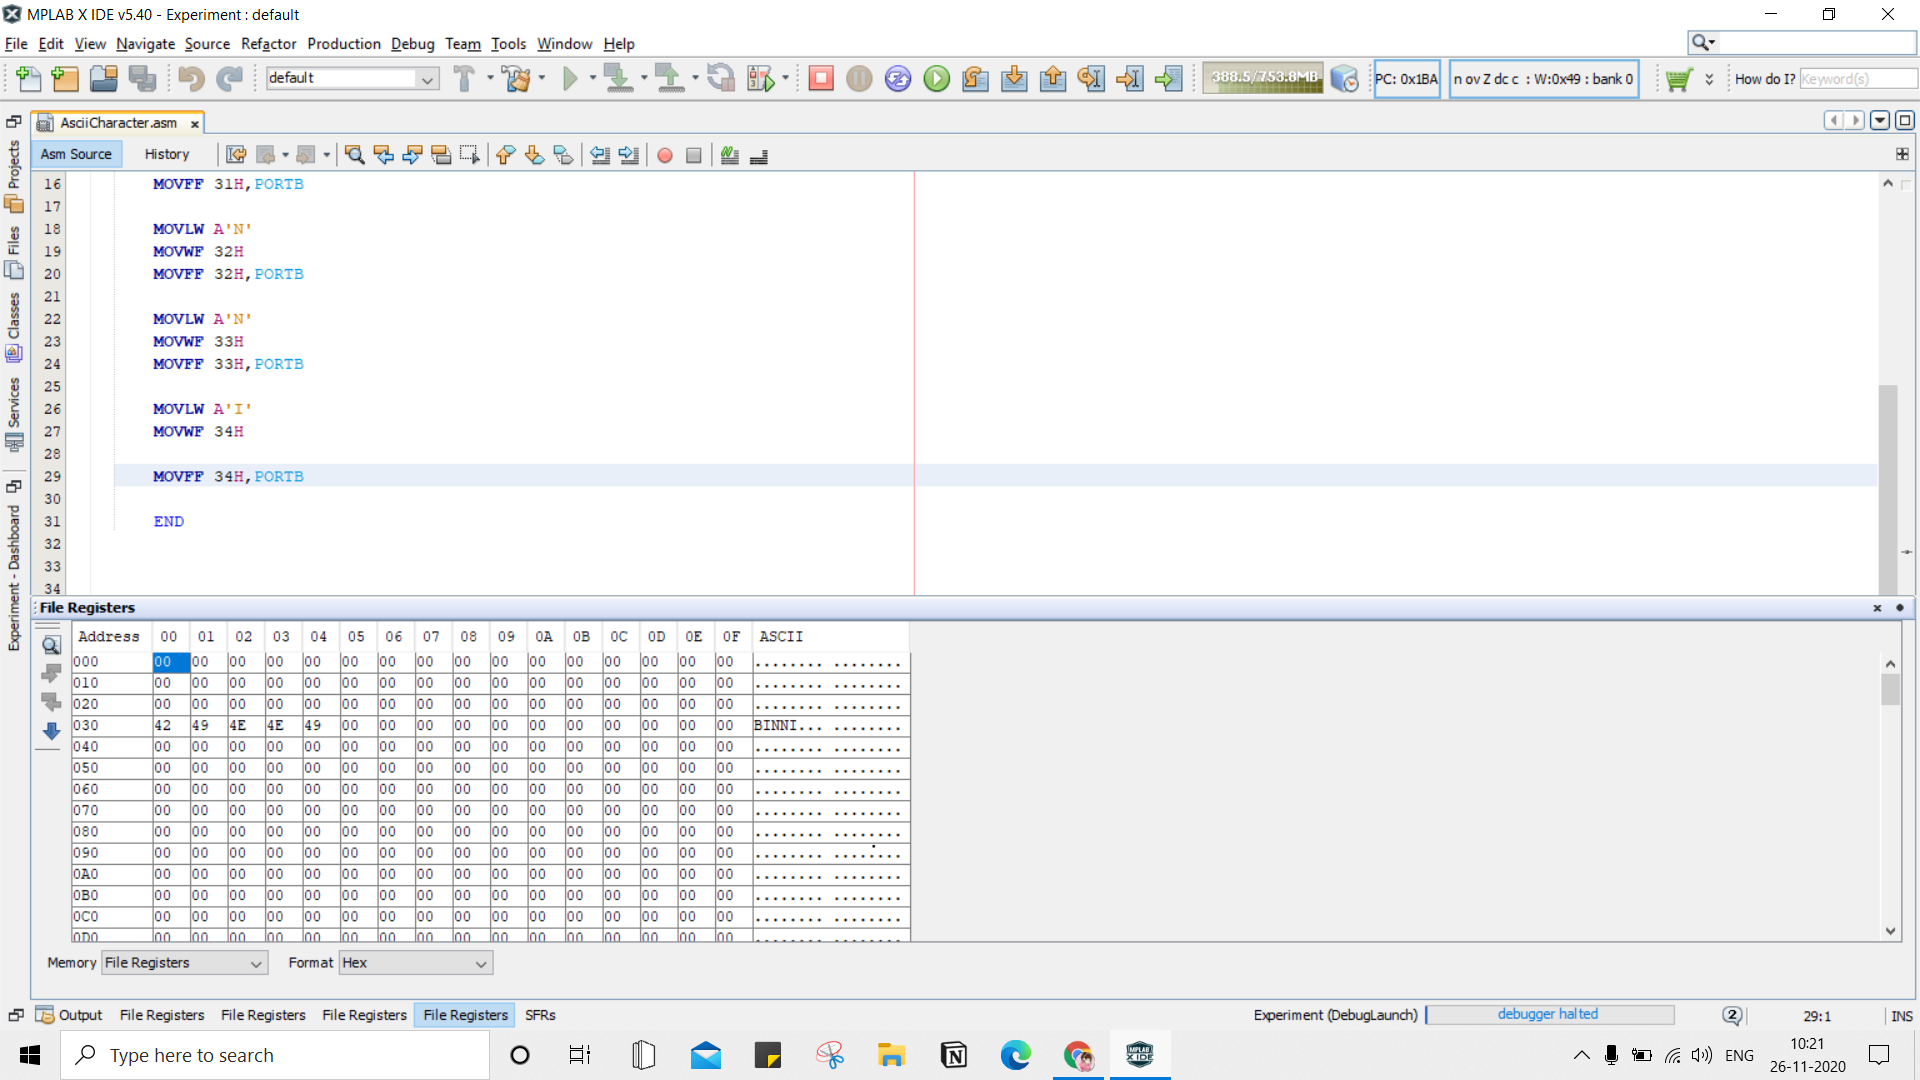 MPLAB X IDE v5.40 - Experiment : default
File Edit View Navigate Source Refactor Production Debug Team Tools Window Help
default
388.5/753.8MB
PC: 0x1BA
n ov Z dc c : W:0x49 : bank 0
How do I? Keyword(s)
AsciiCharacter.asm
Asm Source History
Projects
Files
Classes
Services
Experiment - Dashboard
16 MOVFF 31H,PORTB
17
18 MOVLW A'N'
19 MOVWF 32H
20 MOVFF 32H,PORTB
21
22 MOVLW A'N'
23 MOVWF 33H
24 MOVFF 33H,PORTB
25
26 MOVLW A'I'
27 MOVWF 34H
28
29 MOVFF 34H,PORTB
30
31 END
32
33
34
File Registers
Address 00 01 02 03 04 05 06 07 08 09 0A 0B 0C 0D 0E 0F ASCII
000 00 00 00 00 00 00 00 00 00 00 00 00 00 00 00 00 ........ ........
010 00 00 00 00 00 00 00 00 00 00 00 00 00 00 00 00 ........ ........
020 00 00 00 00 00 00 00 00 00 00 00 00 00 00 00 00 ........ ........
030 42 49 4E 4E 49 00 00 00 00 00 00 00 00 00 00 00 BINNI... ........
040 00 00 00 00 00 00 00 00 00 00 00 00 00 00 00 00 ........ ........
050 00 00 00 00 00 00 00 00 00 00 00 00 00 00 00 00 ........ ........
060 00 00 00 00 00 00 00 00 00 00 00 00 00 00 00 00 ........ ........
070 00 00 00 00 00 00 00 00 00 00 00 00 00 00 00 00 ........ ........
080 00 00 00 00 00 00 00 00 00 00 00 00 00 00 00 00 ........ ........
090 00 00 00 00 00 00 00 00 00 00 00 00 00 00 00 00 ........ ........
0A0 00 00 00 00 00 00 00 00 00 00 00 00 00 00 00 00 ........ ........
0B0 00 00 00 00 00 00 00 00 00 00 00 00 00 00 00 00 ........ ........
0C0 00 00 00 00 00 00 00 00 00 00 00 00 00 00 00 00 ........ ........
0D0 00 00 00 00 00 00 00 00 00 00 00 00 00 00 00 00 ........ ........
Memory File Registers Format Hex
Output File Registers File Registers File Registers File Registers SFRs
Experiment (DebugLaunch) debugger halted 2 29:1 INS
Type here to search
MPLAB X IDE
ENG
10:21
26-11-2020